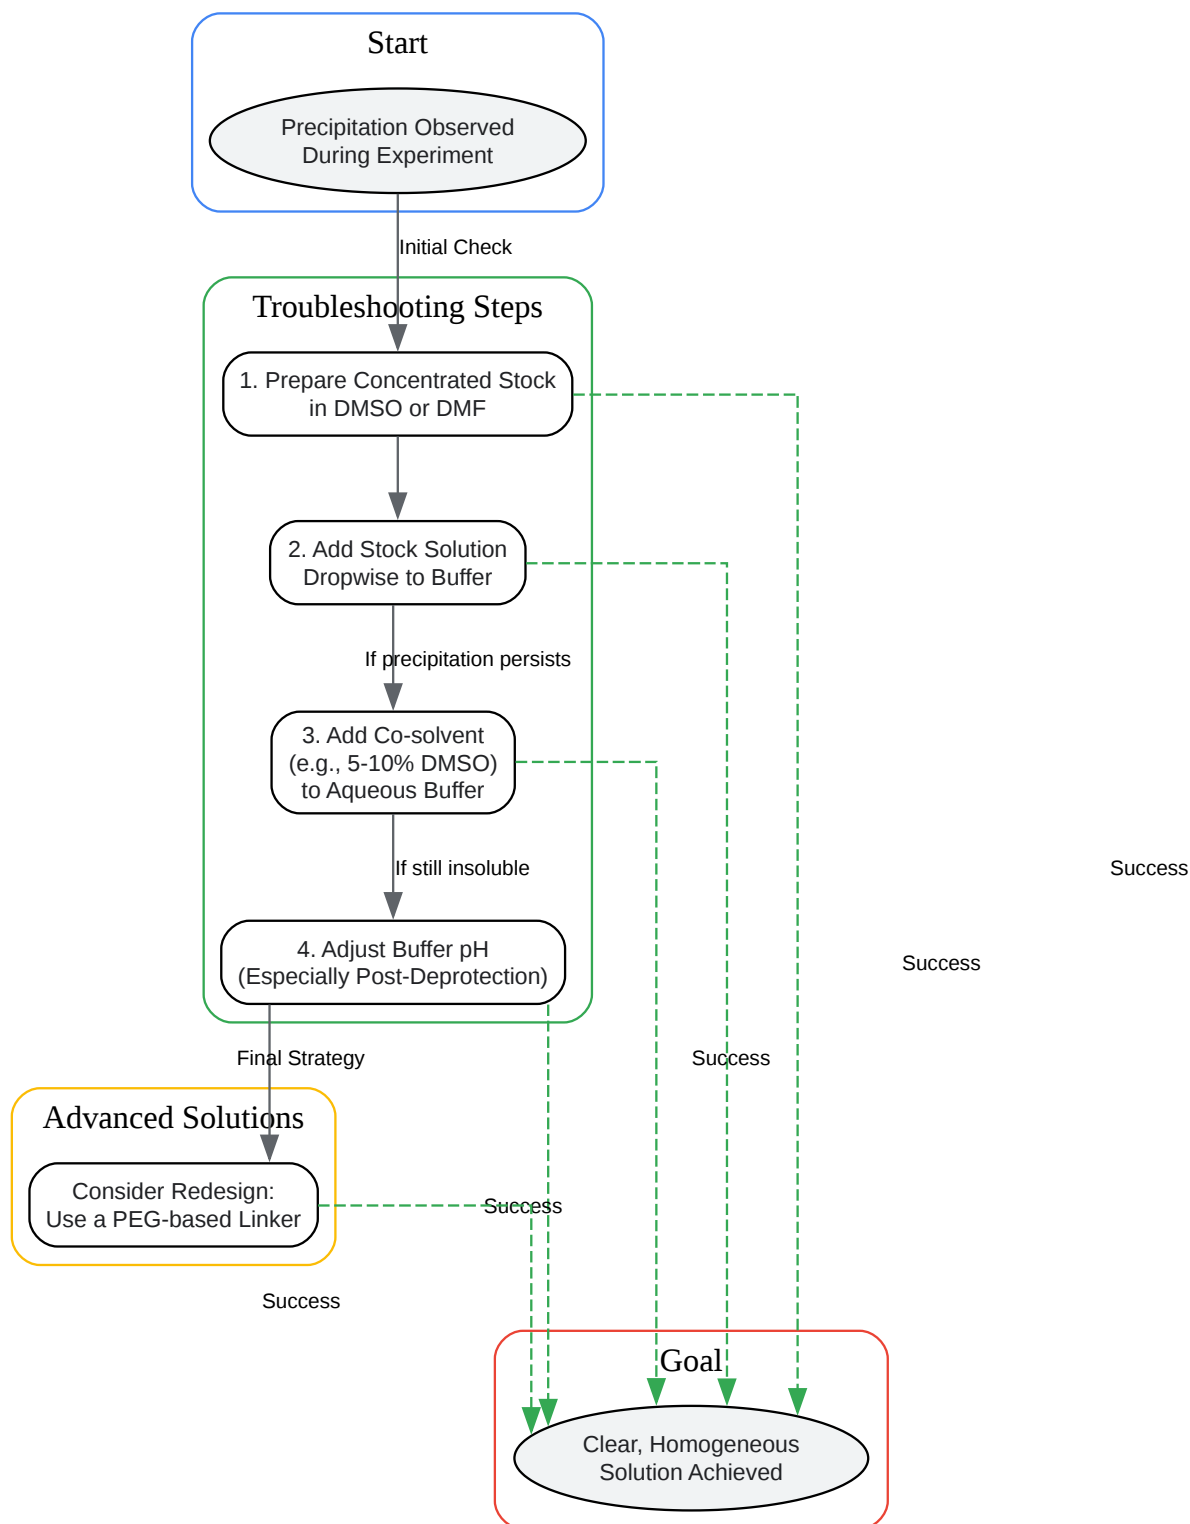 Start
Precipitation Observed
During Experiment
Initial Check
Troubleshooting Steps
1. Prepare Concentrated Stock
in DMSO or DMF
2. Add Stock Solution
Dropwise to Buffer
If precipitation persists
3. Add Co-solvent
(e.g., 5-10% DMSO)
to Aqueous Buffer
If still insoluble
Success
4. Adjust Buffer pH
(Especially Post-Deprotection)
Success
Final Strategy
Success
Advanced Solutions
Consider Redesign:
Use a PEG-based Linker
Success
Success
Goal
Clear, Homogeneous
Solution Achieved